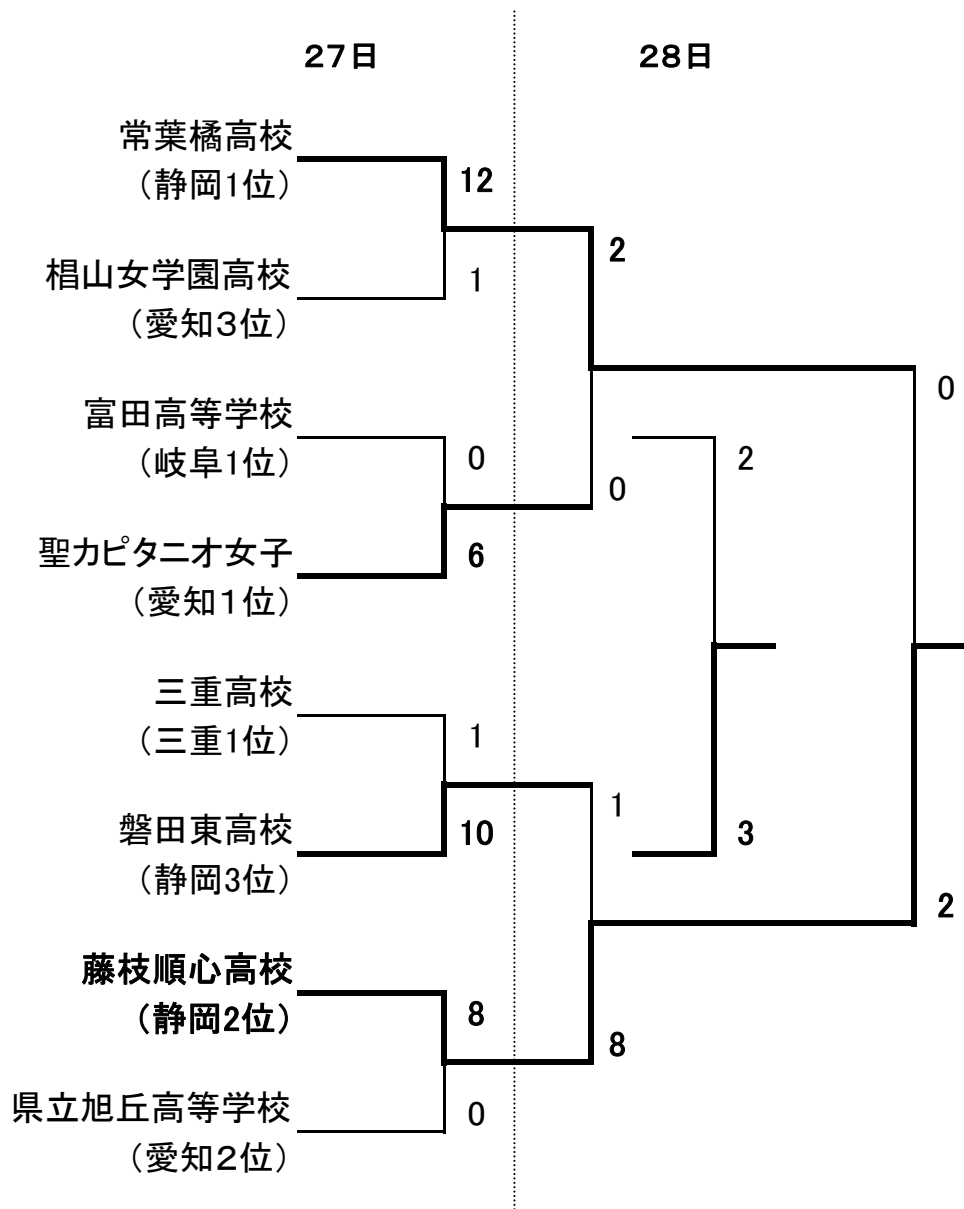 27日
28日
常葉橘高校
（静岡1位）
12
2
椙山女学園高校
（愛知３位）
1
0
富田高等学校
（岐阜1位）
0
2
0
聖カピタニオ女子
（愛知１位）
6
三重高校
（三重1位）
1
1
磐田東高校
（静岡3位）
10
3
2
藤枝順心高校
（静岡2位）
8
8
県立旭丘高等学校
（愛知２位）
0